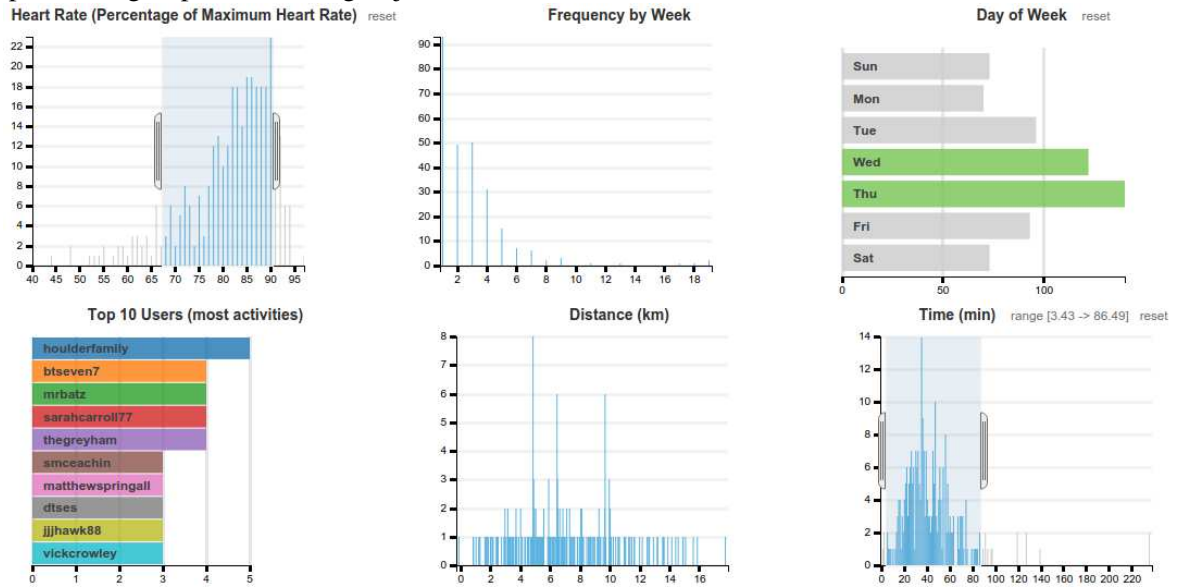 Heart Rate (Percentage of Maximum Heart Rate) reset
22
20
18
16
14
12
10
8
6
4
2
0
40 45 50 55 60 65 70 75 80 85 90 95
Frequency by Week
90
80
70
60
50
40
30
20
10
0
2 4 6 8 10 12 14 16 18
Day of Week reset
Sun
Mon
Tue
Wed
Thu
Fri
Sat
0 50 100
Top 10 Users (most activities)
houlderfamily
btseven7
mrbatz
sarahcarroll77
thegreyham
smceachin
matthewspringall
dtses
jjjhawk88
vickcrowley
0 1 2 3 4 5
Distance (km)
8
7
6
5
4
3
2
1
0
0 2 4 6 8 10 12 14 16
Time (min) range [3.43 -> 86.49] reset
14
12
10
8
6
4
2
0
0 20 40 60 80 100 120 140 160 180 200 220